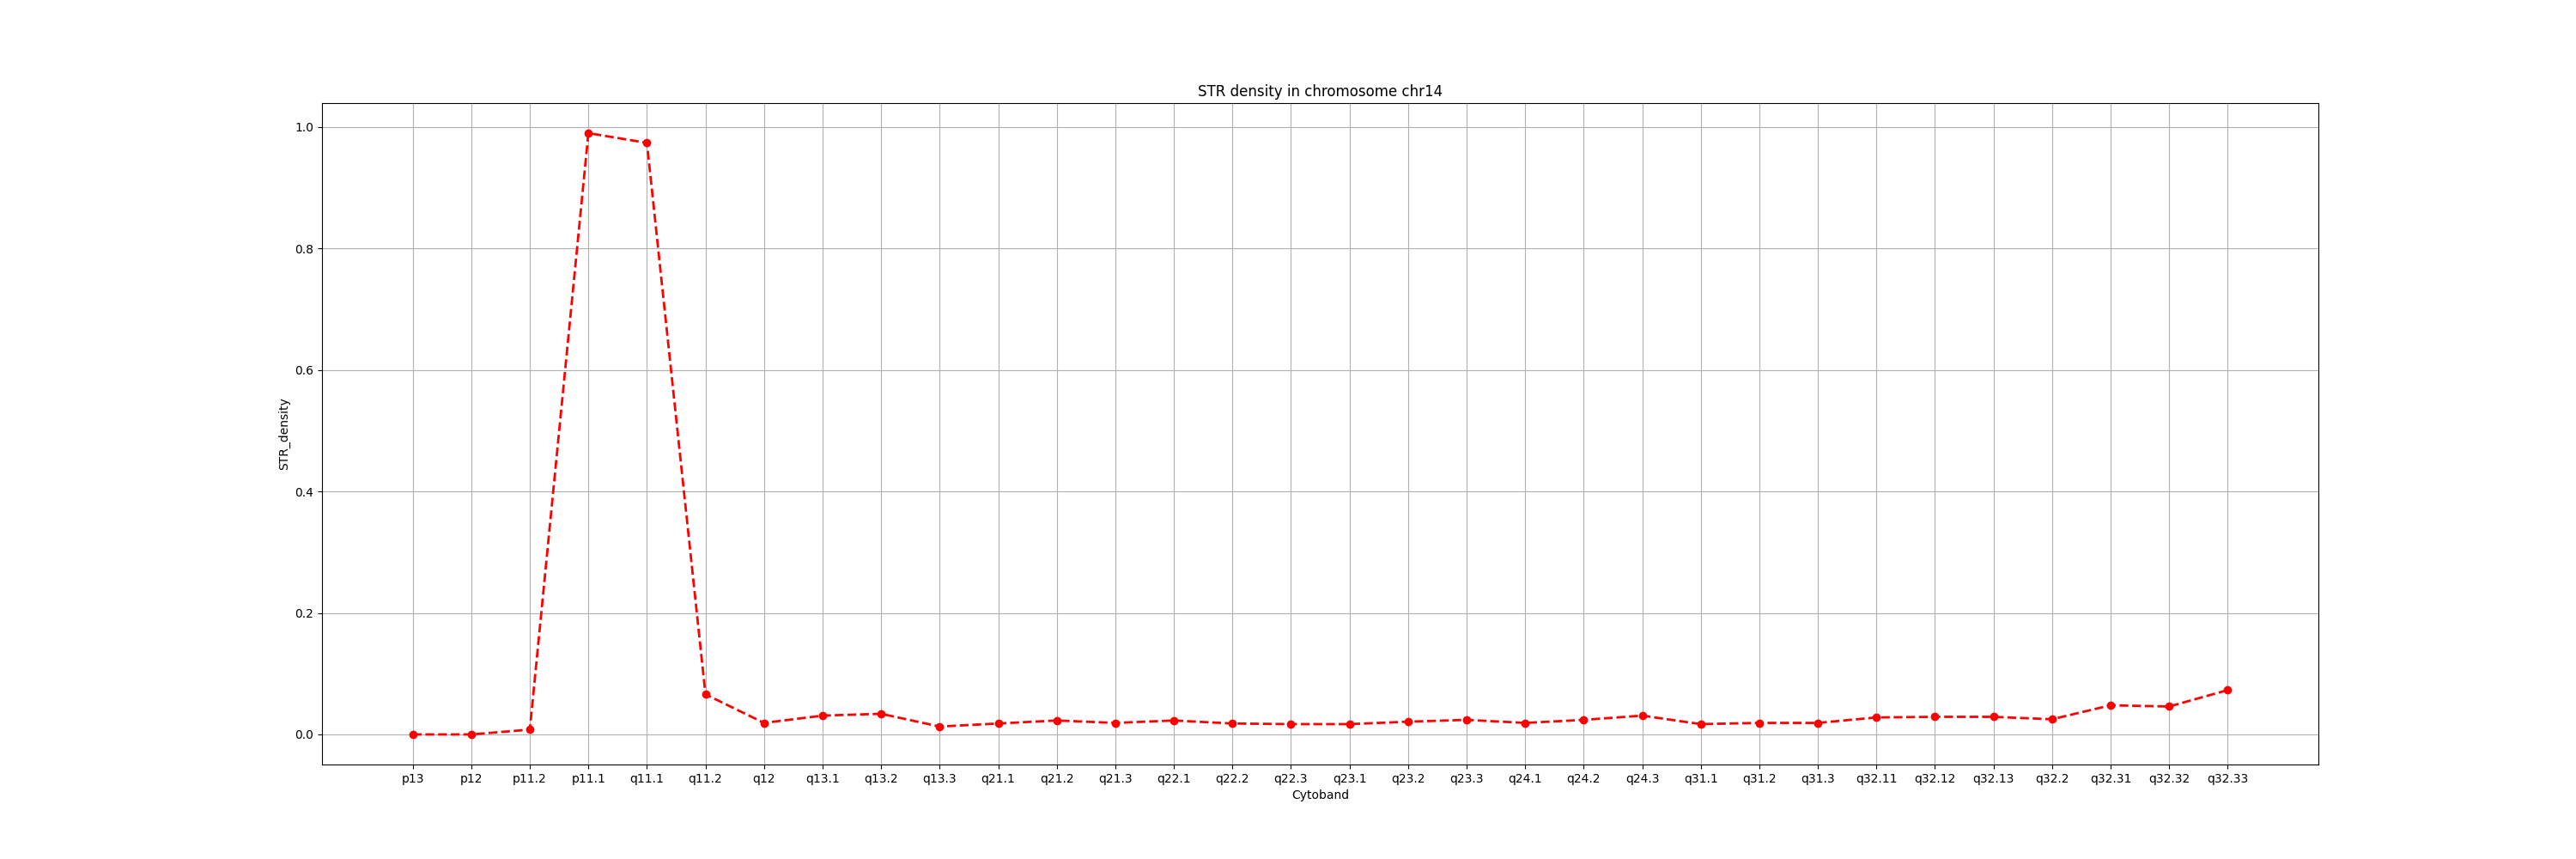 STR density in chromosome chr14
1.0
0.8
0.6
0.4
0.2
0.0
STR_density
p13 p12 p11.2 p11.1 q11.1 q11.2 q12 q13.1 q13.2 q13.3 q21.1 q21.2 q21.3 q22.1 q22.2 q22.3 q23.1 q23.2 q23.3 q24.1 q24.2 q24.3 q31.1 q31.2 q31.3 q32.11 q32.12 q32.13 q32.2 q32.31 q32.32 q32.33
Cytoband